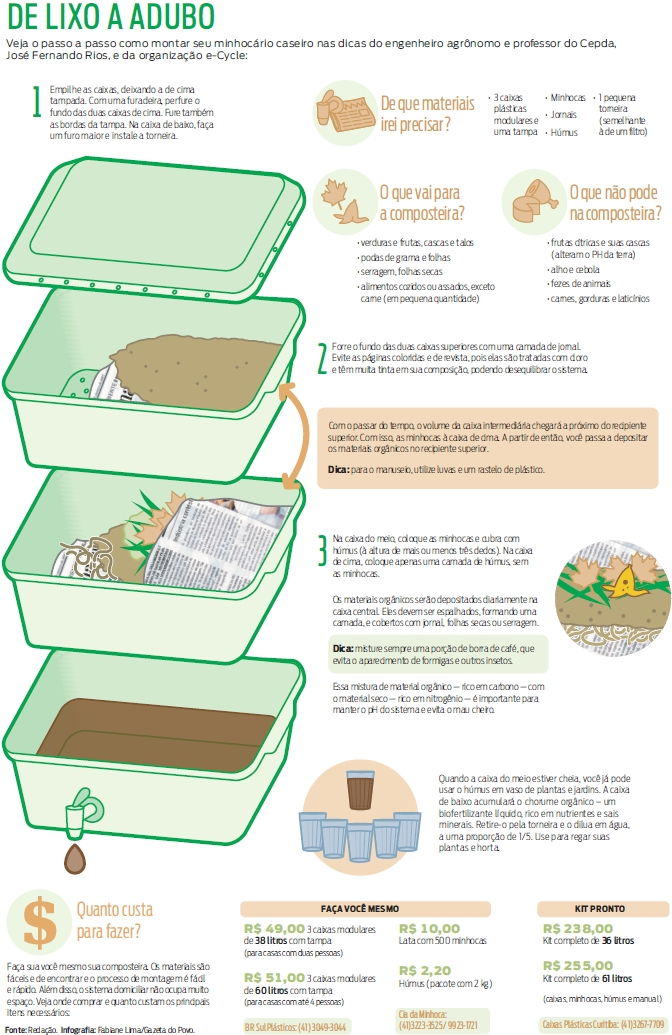 DE LIXO A ADUBO
Veja o passo a passo como montar seu minhocário caseiro nas dicas do engenheiro agrônomo e professor do Cepda,
José Fernando Rios, e da organização e-Cycle:
1
Empilhe as caixas, deixando a de cima
tampada. Com uma furadeira, perfure o
fundo das duas caixas de cima. Fure também
as bordas da tampa. Na caixa de baixo, faça
um furo maior e instale a torneira.
De que materiais
irei precisar?
· 3 caixas
plásticas
modulares e
uma tampa
· Minhocas
· Jornais
· Húmus
· 1 pequena
torneira
(semelhante
à de um filtro)
O que vai para
a composteira?
· verduras e frutas, cascas e talos
· podas de grama e folhas
· serragem, folhas secas
· alimentos cozidos ou assados, exceto
carne (em pequena quantidade)
O que não pode
na composteira?
· frutas cítricas e suas cascas
(alteram o PH da terra)
· alho e cebola
· fezes de animais
· carnes, gorduras e laticínios
2
Forre o fundo das duas caixas superiores com uma camada de jornal.
Evite as páginas coloridas e de revista, pois elas são tratadas com cloro
e têm muita tinta em sua composição, podendo desequilibrar o sistema.
Com o passar do tempo, o volume da caixa intermediária chegará a próximo do recipiente
superior. Com isso, as minhocas à caixa de cima. A partir de então, você passa a depositar
os materiais orgânicos no recipiente superior.
Dica: para o manuseio, utilize luvas e um rastelo de plástico.
3
Na caixa do meio, coloque as minhocas e cubra com
húmus (à altura de mais ou menos três dedos). Na caixa
de cima, coloque apenas uma camada de húmus, sem
as minhocas.
Os materiais orgânicos serão depositados diariamente na
caixa central. Eles devem ser espalhados, formando uma
camada, e cobertos com jornal, folhas secas ou serragem.
Dica: misture sempre uma porção de borra de café, que
evita o aparecimento de formigas e outros insetos.
Essa mistura de material orgânico — rico em carbono — com
o material seco — rico em nitrogênio — é importante para
manter o pH do sistema e evita o mau cheiro.
Quando a caixa do meio estiver cheia, você já pode
usar o húmus em vaso de plantas e jardins. A caixa
de baixo acumulará o chorume orgânico – um
biofertilizante líquido, rico em nutrientes e sais
minerais. Retire-o pela torneira e o dilua em água,
a uma proporção de 1/5. Use para regar suas
plantas e horta.
$
Quanto custa
para fazer?
Faça sua você mesmo sua composteira. Os materiais são
fáceis e de encontrar e o processo de montagem é fácil
e rápido. Além disso, o sistema domiciliar não ocupa muito
espaço. Veja onde comprar e quanto custam os principais
itens necessários:
FAÇA VOCÊ MESMO
R$ 49,00 3 caixas modulares
de 38 litros com tampa
(para casas com duas pessoas)
R$ 51,00 3 caixas modulares
de 60 litros com tampa
(para casas com até 4 pessoas)
BR Sul Plásticos: (41) 3049-3044
R$ 10,00
Lata com 500 minhocas
R$ 2,20
Húmus (pacote com 2 kg)
Cia da Minhoca:
(41)3223-3525/ 9923-1721
KIT PRONTO
R$ 238,00
Kit completo de 36 litros
R$ 255,00
Kit completo de 61 litros
(caixas, minhocas, húmus e manual)
Caixas Plásticas Curitiba: (41)3267-7709
Fonte: Redação. Infografia: Fabiane Lima/Gazeta do Povo.